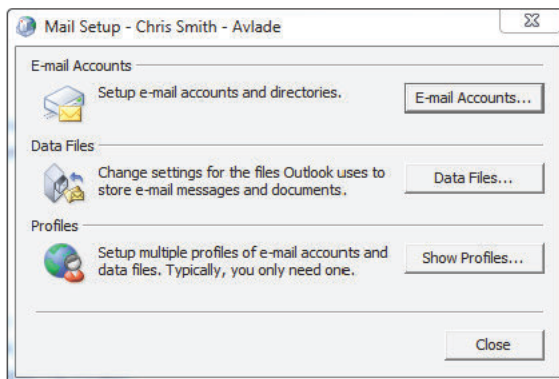 Mail Setup - Chris Smith - Avlade
E-mail Accounts
Setup e-mail accounts and directories.
E-mail Accounts...
Data Files
Change settings for the files Outlook uses to
store e-mail messages and documents.
Data Files...
Profiles
Setup multiple profiles of e-mail accounts and
data files. Typically, you only need one.
Show Profiles...
Close